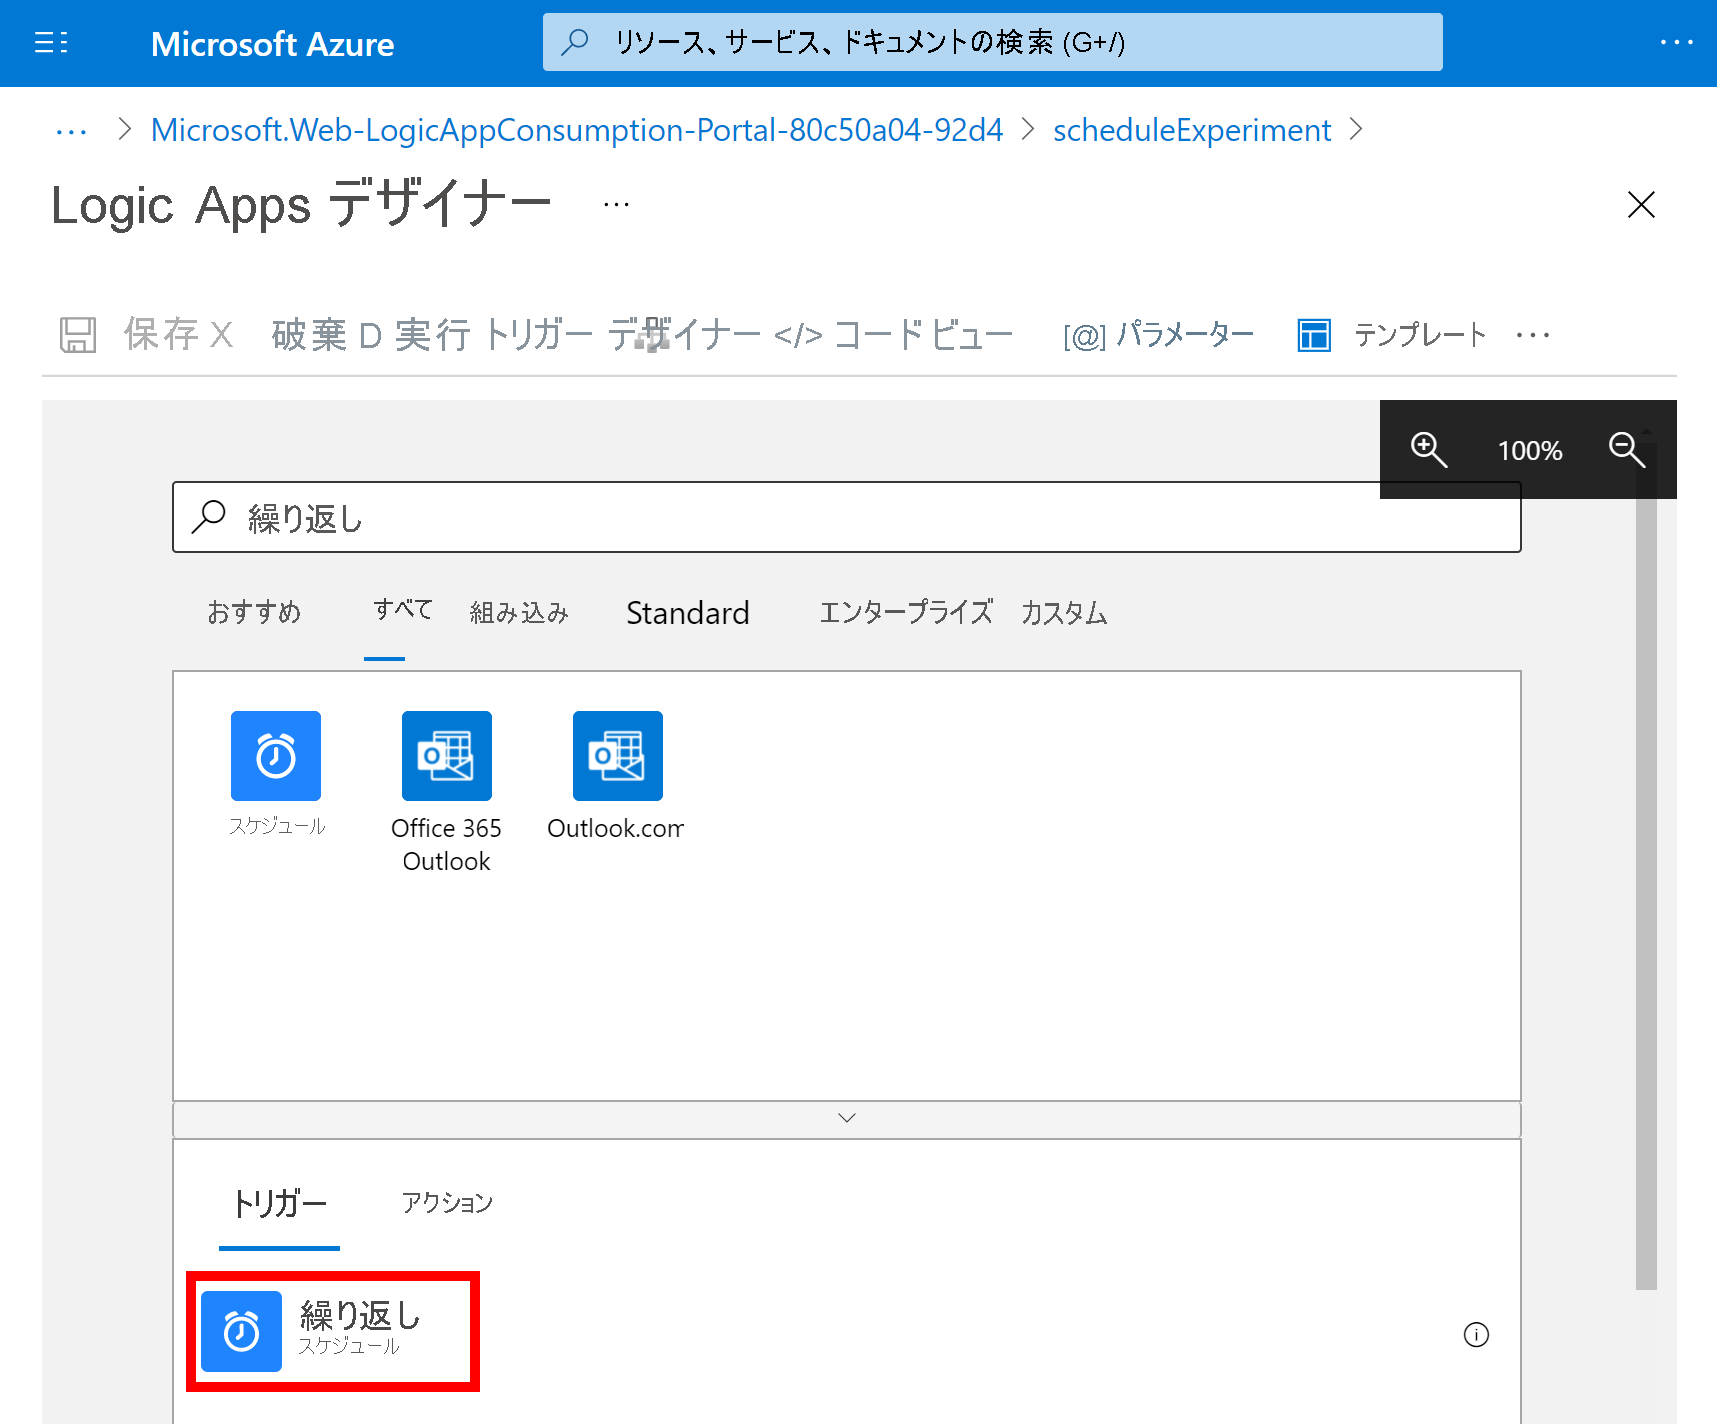 Microsoft Azure
リソース、サービス、ドキュメントの検索 (G+/)
...
... > Microsoft.Web-LogicAppConsumption-Portal-80c50a04-92d4 > scheduleExperiment >
Logic Apps デザイナー ...
保存 X 破棄 D 実行 トリガー デザイナー </> コード ビュー [@] パラメーター テンプレート ...
100%
繰り返し
おすすめ すべて 組み込み Standard エンタープライズ カスタム
スケジュール
Office 365
Outlook
Outlook.com
トリガー アクション
繰り返し
スケジュール